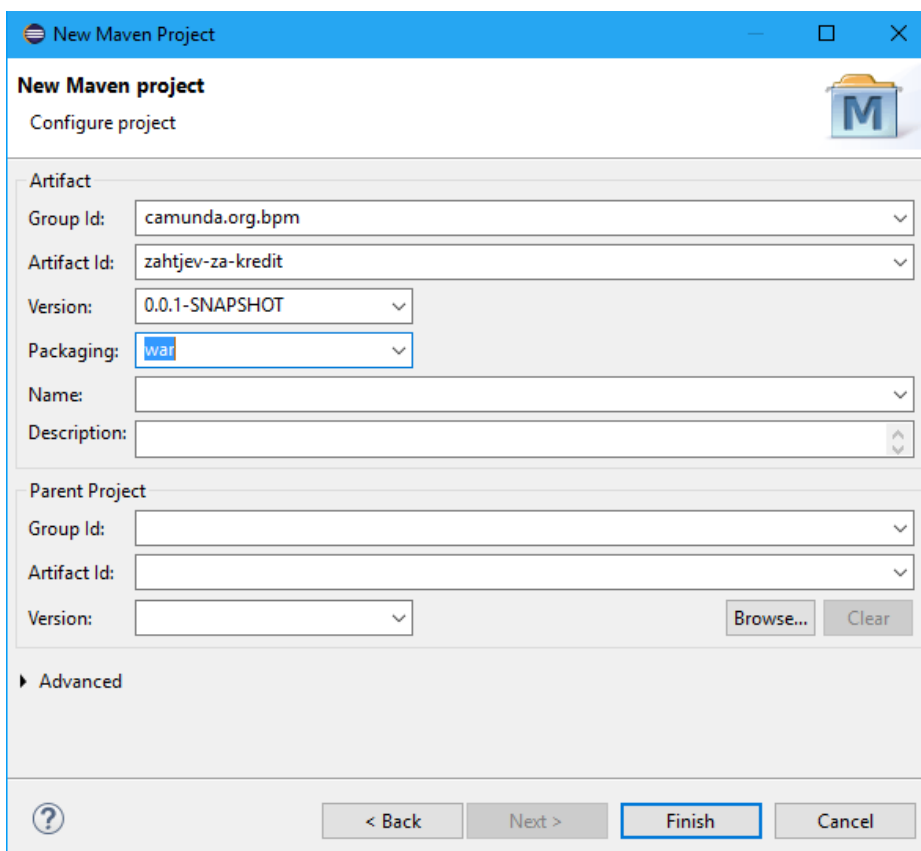 New Maven Project
New Maven project
Configure project
M
Artifact
Group Id: camunda.org.bpm
Artifact Id: zahtjev-za-kredit
Version: 0.0.1-SNAPSHOT
Packaging: war
Name:
Description:
Parent Project
Group Id:
Artifact Id:
Version: Browse... Clear
Advanced
? < Back Next > Finish Cancel